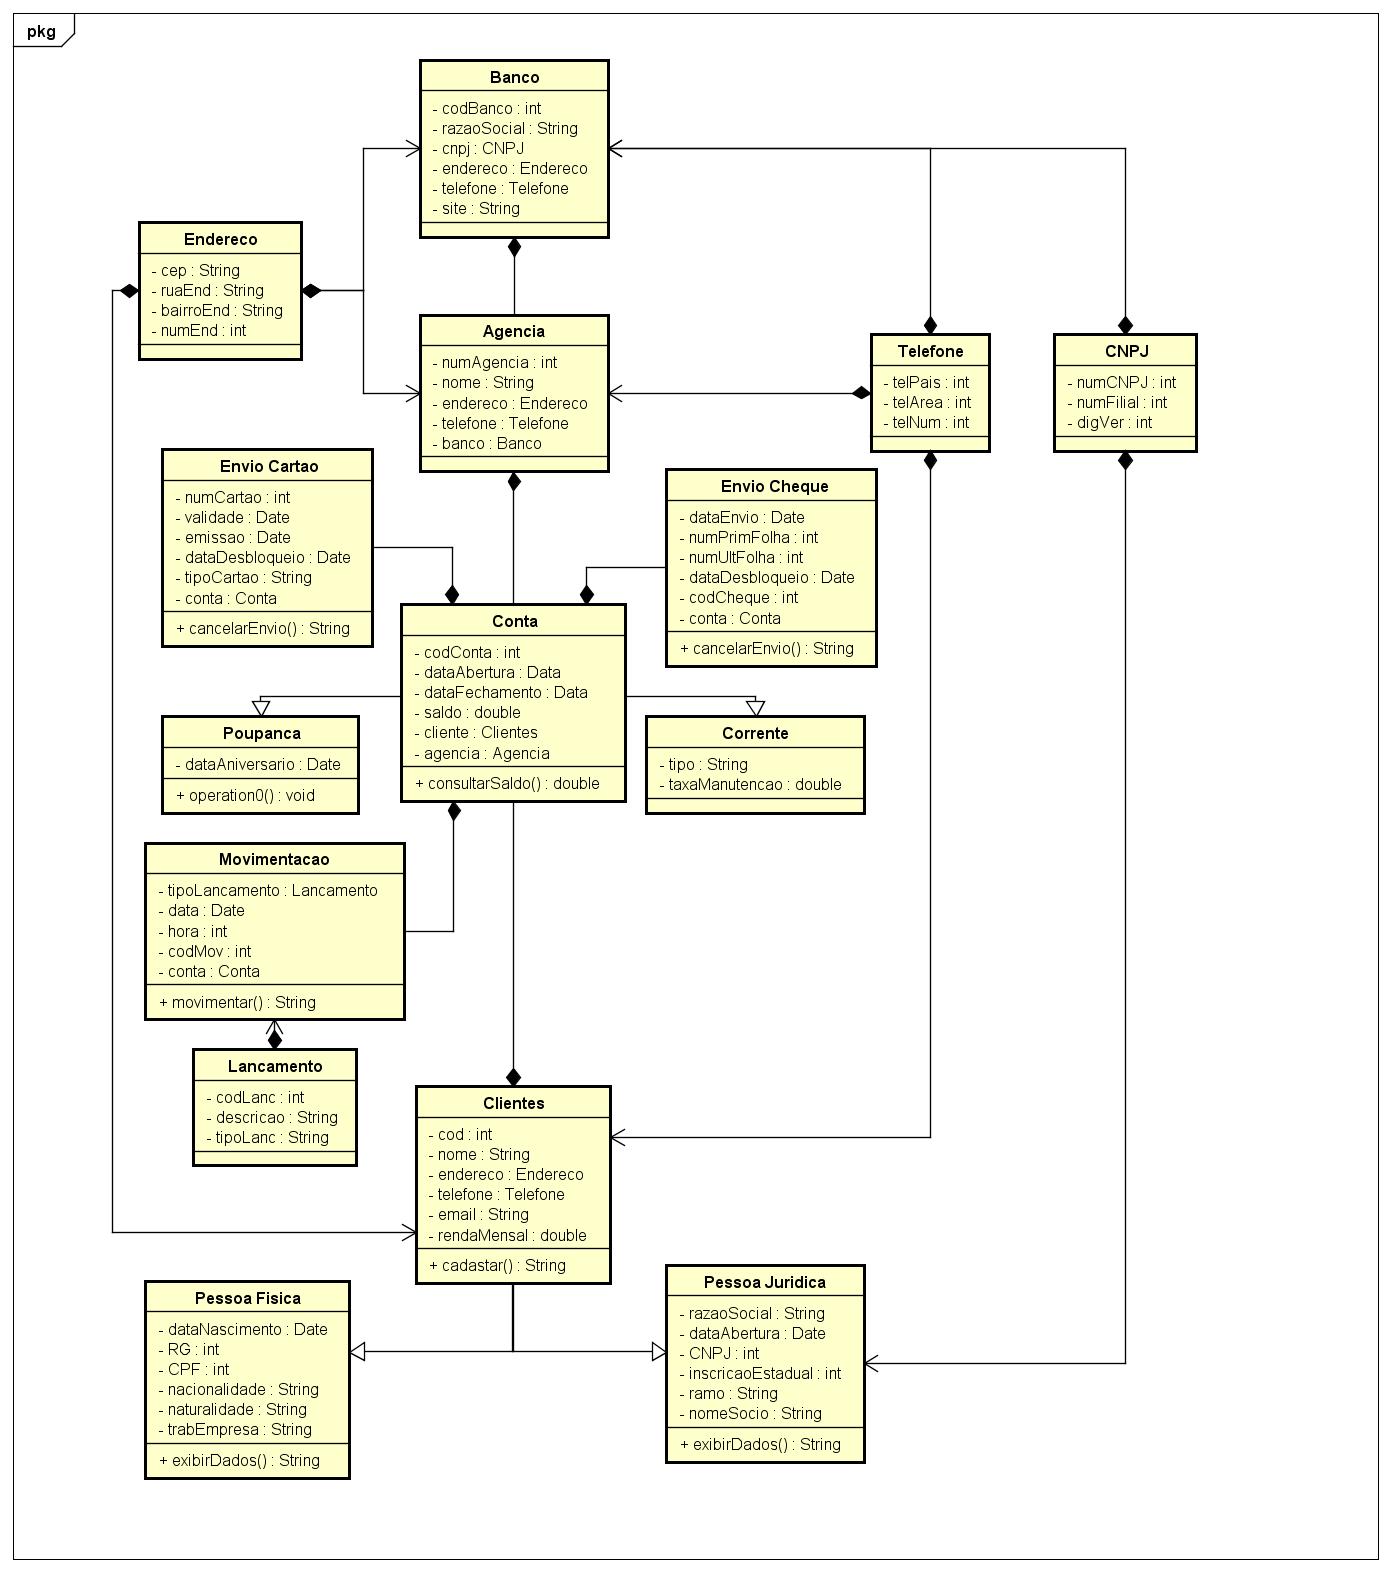 pkg
Banco
- codBanco : int
- razaoSocial : String
- cnpj : CNPJ
- endereco : Endereco
- telefone : Telefone
- site : String
Endereco
- cep : String
- ruaEnd : String
- bairroEnd : String
- numEnd : int
Agencia
- numAgencia : int
- nome : String
- endereco : Endereco
- telefone : Telefone
- banco : Banco
Telefone
- telPais : int
- telArea : int
- telNum : int
CNPJ
- numCNPJ : int
- numFilial : int
- digVer : int
Envio Cartao
- numCartao : int
- validade : Date
- emissao : Date
- dataDesbloqueio : Date
- tipoCartao : String
- conta : Conta
+ cancelarEnvio() : String
Envio Cheque
- dataEnvio : Date
- numPrimFolha : int
- numUltFolha : int
- dataDesbloqueio : Date
- codCheque : int
- conta : Conta
+ cancelarEnvio() : String
Conta
- codConta : int
- dataAbertura : Data
- dataFechamento : Data
- saldo : double
- cliente : Clientes
- agencia : Agencia
+ consultarSaldo() : double
Poupanca
- dataAniversario : Date
+ operation0() : void
Corrente
- tipo : String
- taxaManutencao : double
Movimentacao
- tipoLancamento : Lancamento
- data : Date
- hora : int
- codMov : int
- conta : Conta
+ movimentar() : String
Lancamento
- codLanc : int
- descricao : String
- tipoLanc : String
Clientes
- cod : int
- nome : String
- endereco : Endereco
- telefone : Telefone
- email : String
- rendaMensal : double
+ cadastar() : String
Pessoa Fisica
- dataNascimento : Date
- RG : int
- CPF : int
- nacionalidade : String
- naturalidade : String
- trabEmpresa : String
+ exibirDados() : String
Pessoa Juridica
- razaoSocial : String
- dataAbertura : Date
- CNPJ : int
- inscricaoEstadual : int
- ramo : String
- nomeSocio : String
+ exibirDados() : String